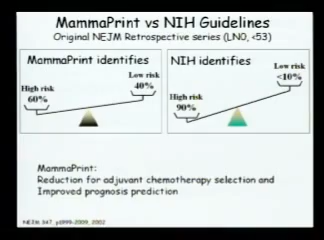 MammaPrint vs NIH Guidelines
Original NEJM Retrospective series (LN0, <53)
MammaPrint identifies
Low risk
40%
High risk
60%
NIH identifies
Low risk
<10%
High risk
90%
MammaPrint:
Reduction for adjuvant chemotherapy selection and
Improved prognosis prediction
NEJM 347, p1999-2009, 2002